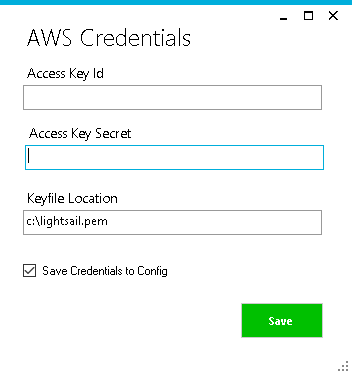 AWS Credentials
Access Key Id
Access Key Secret
Keyfile Location
c:\lightsail.pem
Save Credentials to Config
Save